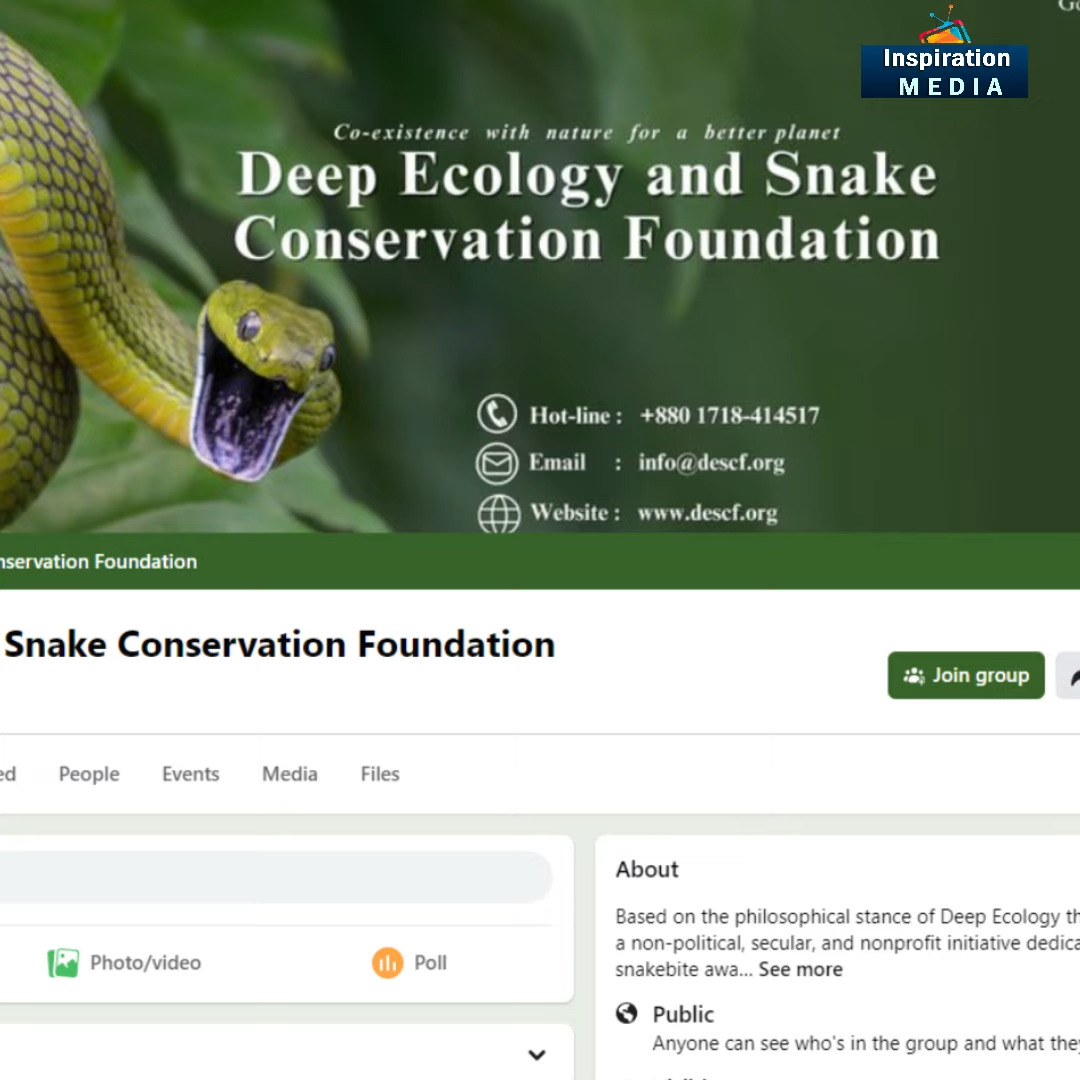 Inspiration
MEDIA
Co-existence with nature for a better planet
Deep Ecology and Snake
Conservation Foundation
Hot-line : +880 1718-414517
Email : info@descf.org
Website : www.descf.org
nservation Foundation
Snake Conservation Foundation
Join group
ed People Events Media Files
Photo/video Poll
About
Based on the philosophical stance of Deep Ecology th
a non-political, secular, and nonprofit initiative dedica
snakebite awa... See more
Public
Anyone can see who's in the group and what they